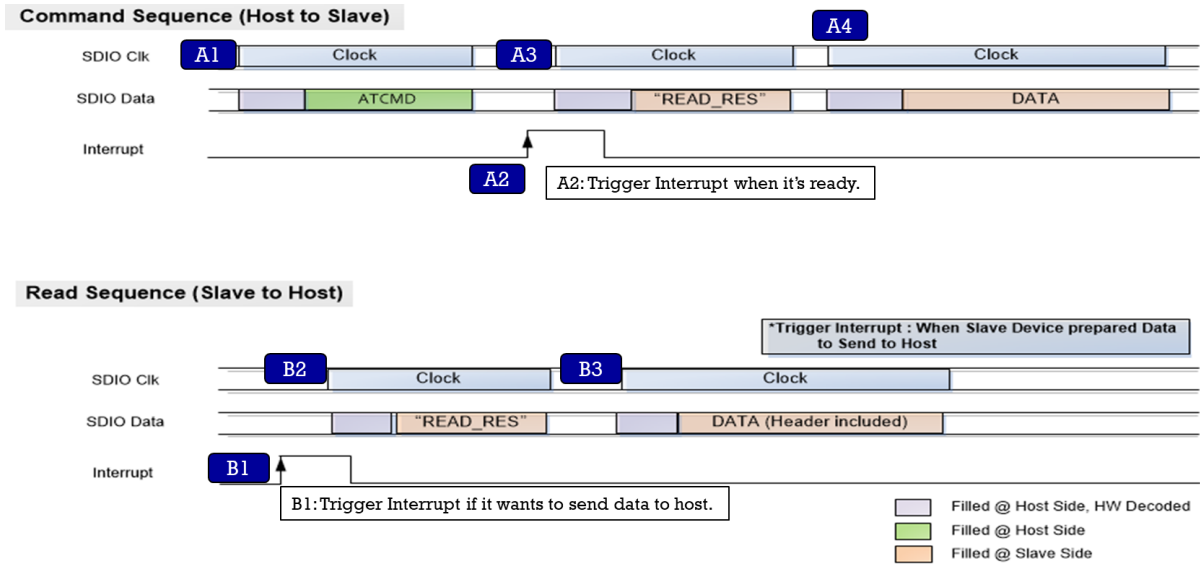 Command Sequence (Host to Slave)
A4
SDIO Clk
A1
Clock
A3
Clock
Clock
SDIO Data
ATCMD
“READ_RES”
DATA
Interrupt
A2
A2: Trigger Interrupt when it’s ready.
Read Sequence (Slave to Host)
*Trigger Interrupt : When Slave Device prepared Data
to Send to Host
SDIO Clk
B2
Clock
B3
Clock
SDIO Data
“READ_RES”
DATA (Header included)
Interrupt
B1
B1: Trigger Interrupt if it wants to send data to host.
Filled @ Host Side, HW Decoded
Filled @ Host Side
Filled @ Slave Side